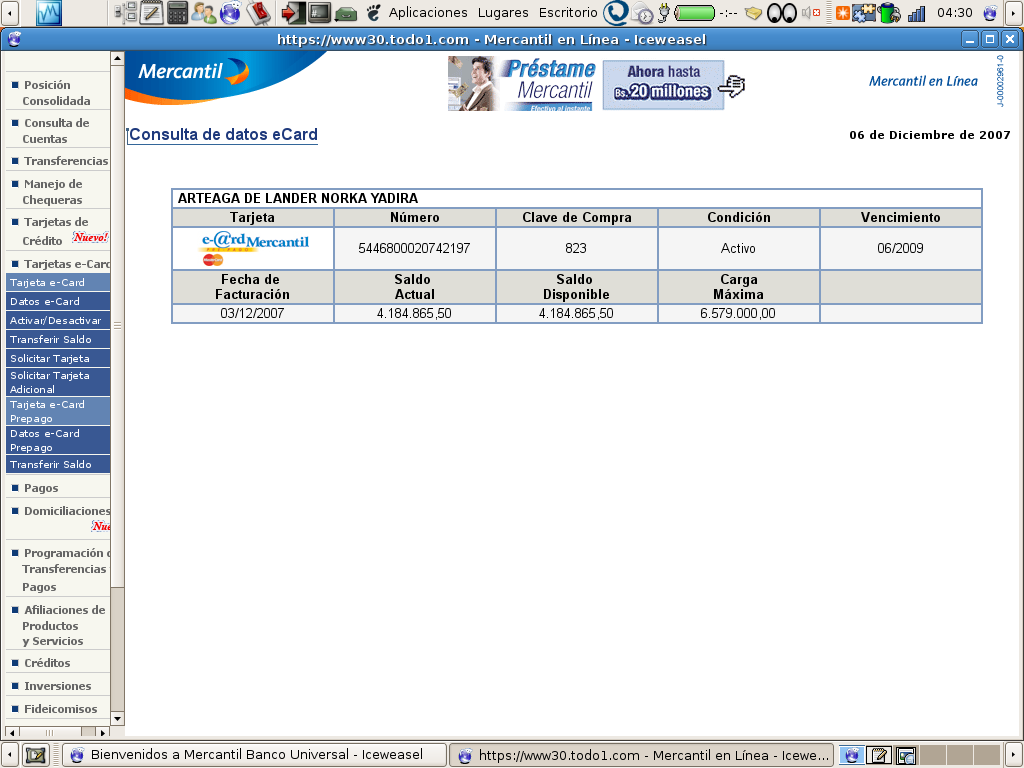 Aplicaciones Lugares Escritorio -:-- 04:30
https://www30.todo1.com - Mercantil en Línea - Iceweasel
Posición
Consolidada
Consulta de
Cuentas
Transferencias
Manejo de
Chequeras
Tarjetas de
Crédito Nuevo!
Tarjetas e-Card
Tarjeta e-Card
Datos e-Card
Activar/Desactivar
Transferir Saldo
Solicitar Tarjeta
Solicitar Tarjeta
Adicional
Tarjeta e-Card
Prepago
Datos e-Card
Prepago
Transferir Saldo
Pagos
Domiciliaciones
Nue
Programación d
Transferencias
Pagos
Afiliaciones de
Productos
y Servicios
Créditos
Inversiones
Fideicomisos
Mercantil
Préstame
Mercantil
Efectivo al instante
Ahora hasta
Bs. 20 millones
Mercantil en Línea
J-000002961-0
Consulta de datos eCard
06 de Diciembre de 2007
ARTEAGA DE LANDER NORKA YADIRA
Tarjeta Número Clave de Compra Condición Vencimiento
e-C@rd Mercantil
PREPAGO
MasterCard
5446800020742197 823 Activo 06/2009
Fecha de Saldo Saldo Carga
Facturación Actual Disponible Máxima
03/12/2007 4.184.865,50 4.184.865,50 6.579.000,00
Bienvenidos a Mercantil Banco Universal - Iceweasel
https://www30.todo1.com - Mercantil en Línea - Icewe...